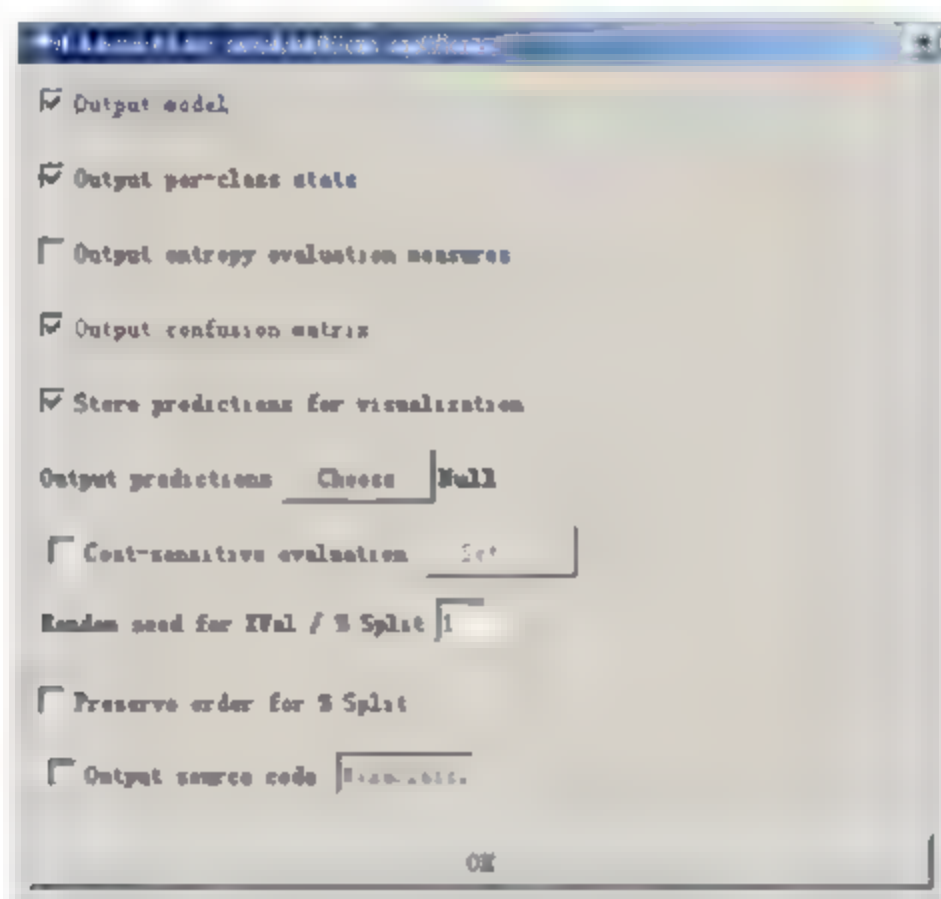 Output model
Output per-class stats
Output entropy evaluation measures
Output confusion matrix
Store predictions for visualization
Output predictions Choose Null
Cost-sensitive evaluation Set
Random seed for XVal / % Split 1
Preserve order for % Split
Output source code
OK